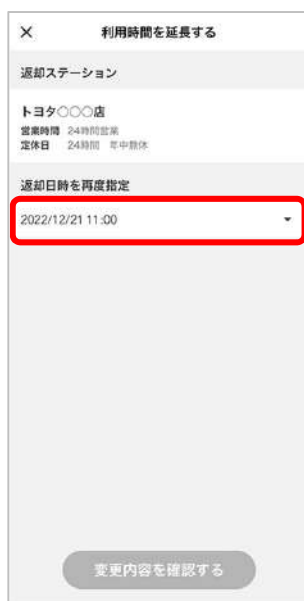 × 利用時間を延長する
返却ステーション
トヨタ○○○店
営業時間 24時間営業
定休日 24時間 年中無休
返却日時を再度指定
2022/12/21 11:00
変更内容を確認する